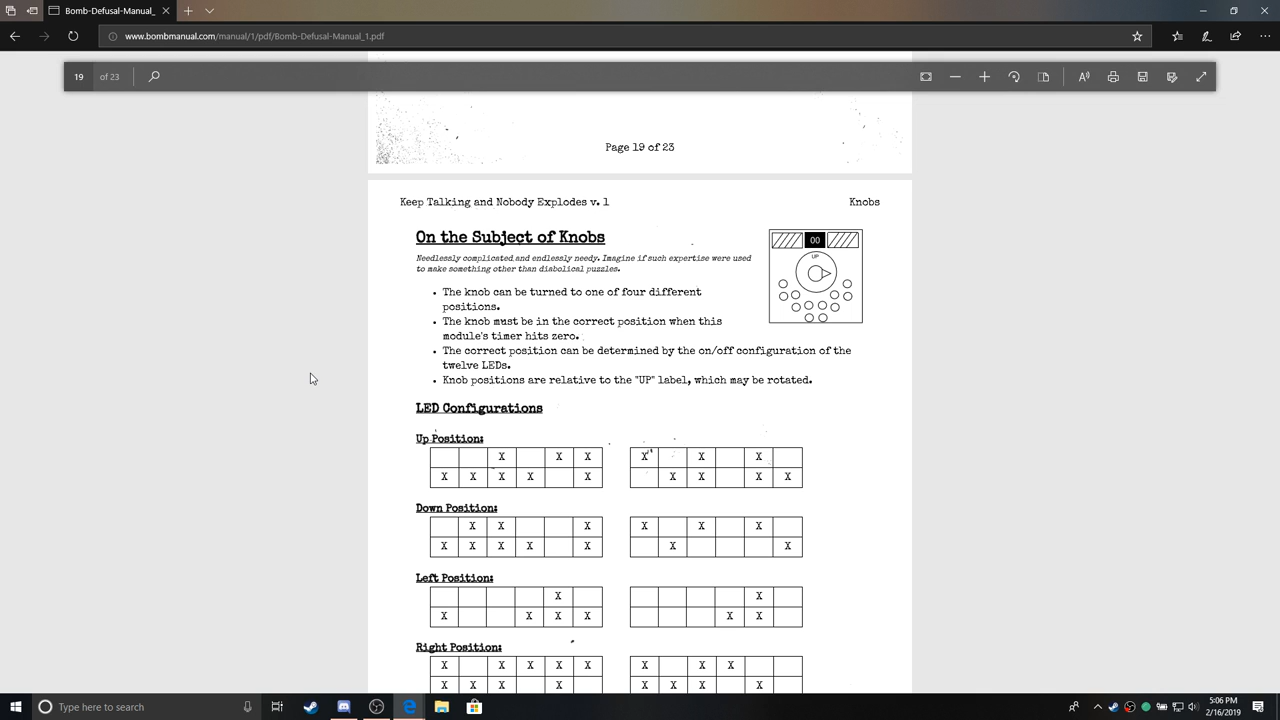 Bomb-Defusal-Manual_
www.bombmanual.com/manual/1/pdf/Bomb-Defusal-Manual_1.pdf
19 of 23
Page 19 of 23
Keep Talking and Nobody Explodes v. 1 Knobs
On the Subject of Knobs
Needlessly complicated and endlessly needy. Imagine if such expertise were used
to make something other than diabolical puzzles.
00
UP
• The knob can be turned to one of four different
positions.
• The knob must be in the correct position when this
module's timer hits zero.
• The correct position can be determined by the on/off configuration of the
twelve LEDs.
• Knob positions are relative to the "UP" label, which may be rotated.
LED Configurations
Up Position:
X X X X X X
X X X X X X X X X X
Down Position:
X X X X X X
X X X X X X X
Left Position:
X X
X X X X X X
Right Position:
X X X X X X X X
X X X X X X X X
Type here to search
5:06 PM
2/16/2019